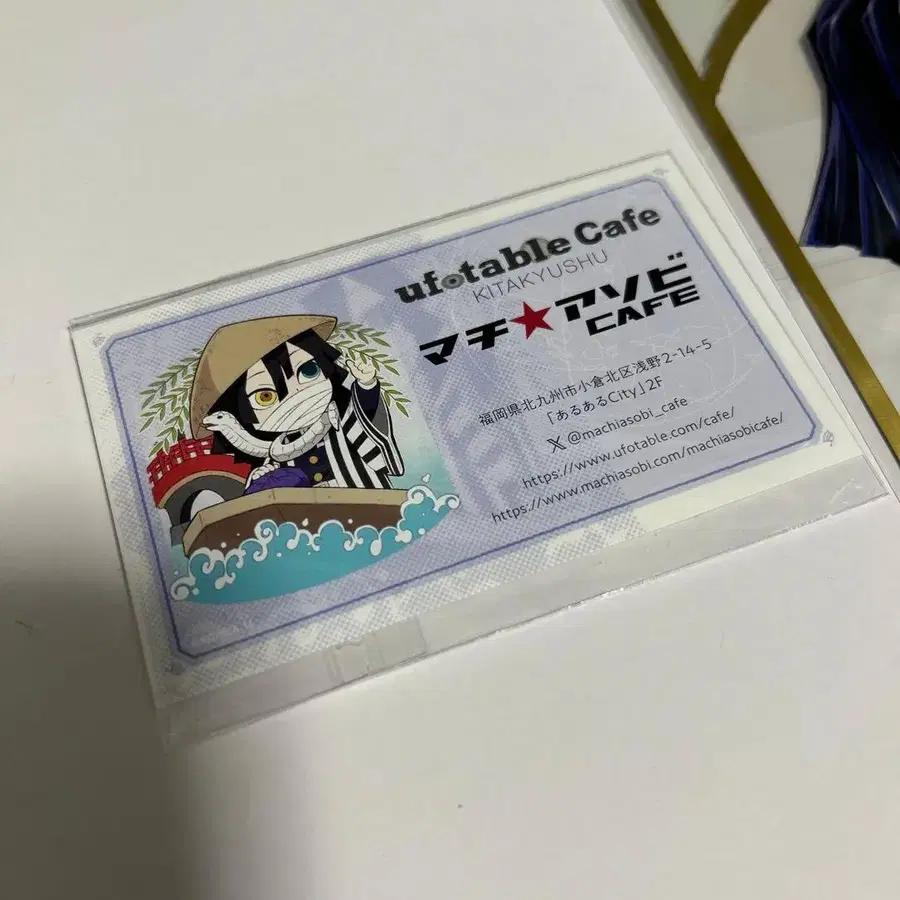 ufotable Cafe
KITAKYUSHU
マチ★アソビ
CAFE
福岡県北九州市小倉北区浅野2-14-5
「あるあるCity」2F
X @machiasobi_cafe
https://www.ufotable.com/cafe/
https://www.machiasobi.com/machiasobicafe/